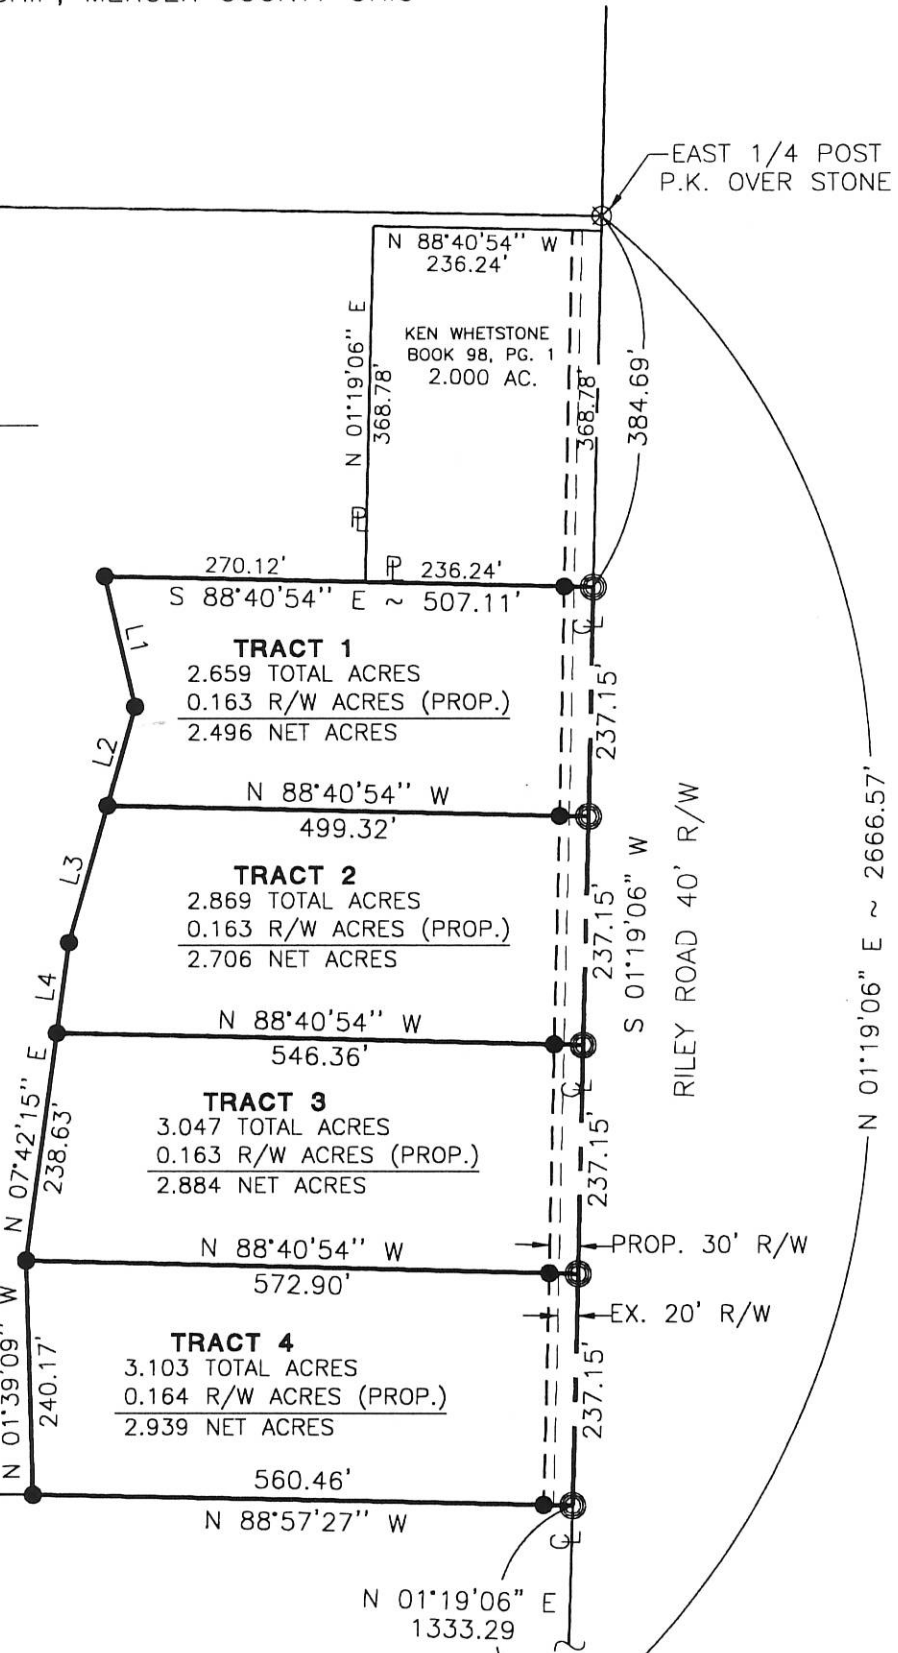 EAST 1/4 POST
P.K. OVER STONE
N 88°40'54" W
236.24'
N 01°19'06" E
368.78'
KEN WHETSTONE
BOOK 98, PG. 1
2.000 AC.
368.78'
384.69'
PL
270.12'
PL
236.24'
S 88°40'54" E ~ 507.11'
CL
L1
TRACT 1
2.659 TOTAL ACRES
0.163 R/W ACRES (PROP.)
2.496 NET ACRES
237.15'
L2
N 88°40'54" W
499.32'
L3
TRACT 2
2.869 TOTAL ACRES
0.163 R/W ACRES (PROP.)
2.706 NET ACRES
237.15'
S 01°19'06" W
RILEY ROAD 40' R/W
N 01°19'06" E ~ 2666.57'
L4
N 88°40'54" W
546.36'
CL
N 07°42'15" E
238.63'
TRACT 3
3.047 TOTAL ACRES
0.163 R/W ACRES (PROP.)
2.884 NET ACRES
237.15'
N 88°40'54" W
572.90'
PROP. 30' R/W
EX. 20' R/W
N 01°39'09" W
240.17'
TRACT 4
3.103 TOTAL ACRES
0.164 R/W ACRES (PROP.)
2.939 NET ACRES
237.15'
560.46'
N 88°57'27" W
CL
N 01°19'06" E
1333.29